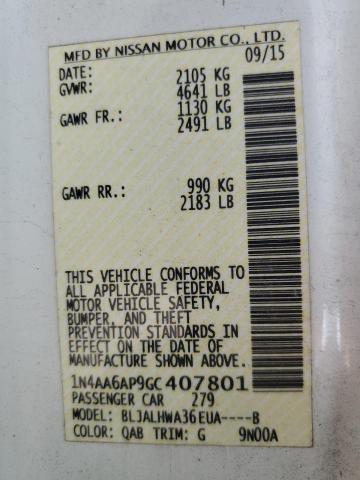 MFD BY NISSAN MOTOR CO., LTD.
DATE: 09/15
GVWR: 2105 KG
4641 LB
GAWR FR.: 1130 KG
2491 LB
GAWR RR.: 990 KG
2183 LB
THIS VEHICLE CONFORMS TO
ALL APPLICABLE FEDERAL
MOTOR VEHICLE SAFETY,
BUMPER, AND THEFT
PREVENTION STANDARDS IN
EFFECT ON THE DATE OF
MANUFACTURE SHOWN ABOVE.
1N4AA6AP9GC407801
PASSENGER CAR 279
MODEL: BLJALHWA36EUA----B
COLOR: QAB TRIM: G 9N00A